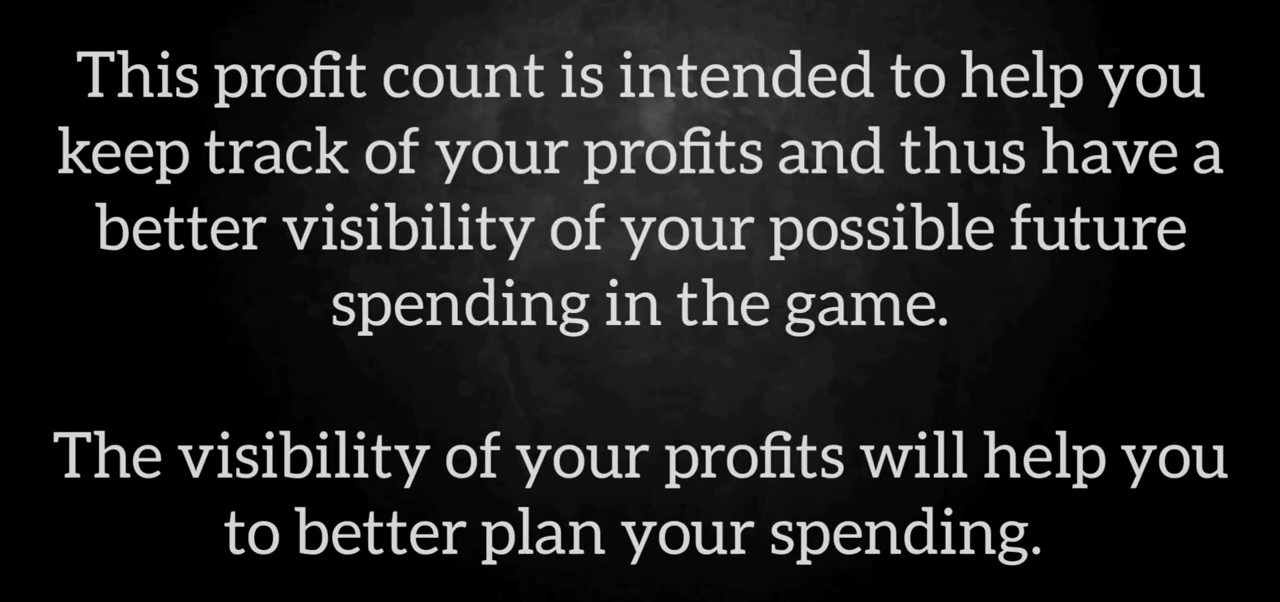 This profit count is intended to help you
keep track of your profits and thus have a
better visibility of your possible future
spending in the game.
The visibility of your profits will help you
to better plan your spending.